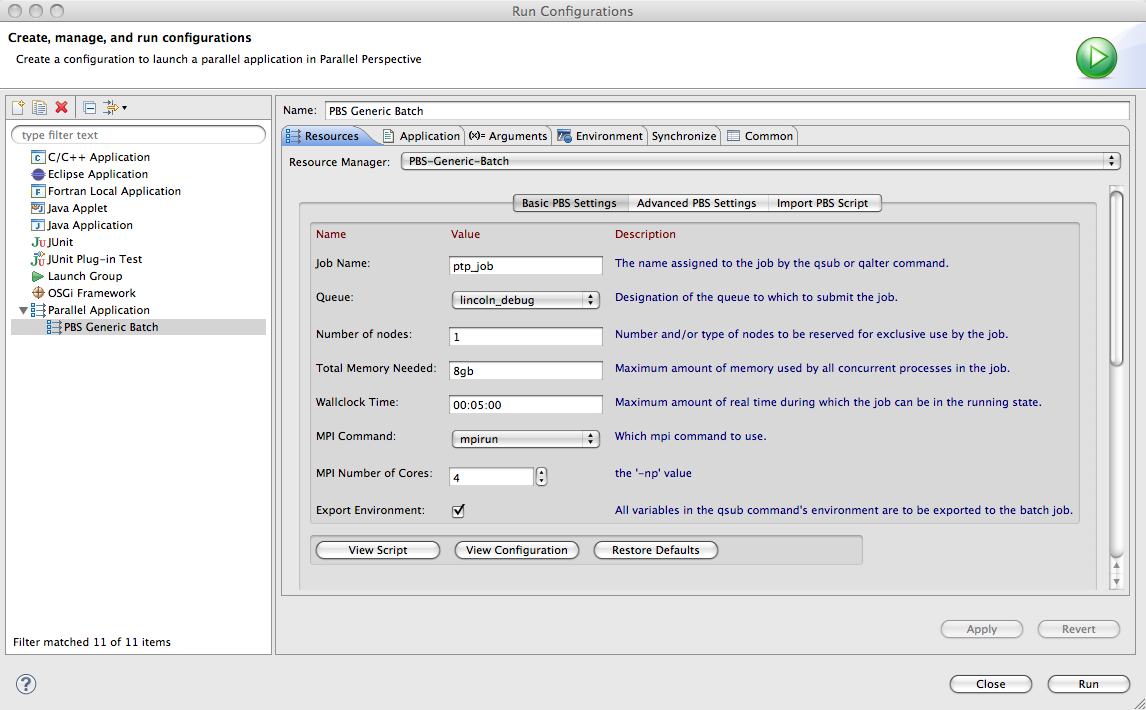 Run Configurations
Create, manage, and run configurations
Create a configuration to launch a parallel application in Parallel Perspective
type filter text
C/C++ Application
Eclipse Application
Fortran Local Application
Java Applet
Java Application
JUnit
JUnit Plug-in Test
Launch Group
OSGi Framework
Parallel Application
PBS Generic Batch
Filter matched 11 of 11 items
Name: PBS Generic Batch
Resources Application (x)= Arguments Environment Synchronize Common
Resource Manager: PBS-Generic-Batch
Basic PBS Settings Advanced PBS Settings Import PBS Script
Name Value Description
Job Name: ptp_job The name assigned to the job by the qsub or qalter command.
Queue: lincoln_debug Designation of the queue to which to submit the job.
Number of nodes: 1 Number and/or type of nodes to be reserved for exclusive use by the job.
Total Memory Needed: 8gb Maximum amount of memory used by all concurrent processes in the job.
Wallclock Time: 00:05:00 Maximum amount of real time during which the job can be in the running state.
MPI Command: mpirun Which mpi command to use.
MPI Number of Cores: 4 the '-np' value
Export Environment: All variables in the qsub command's environment are to be exported to the batch job.
View Script View Configuration Restore Defaults
Apply Revert
? Close Run